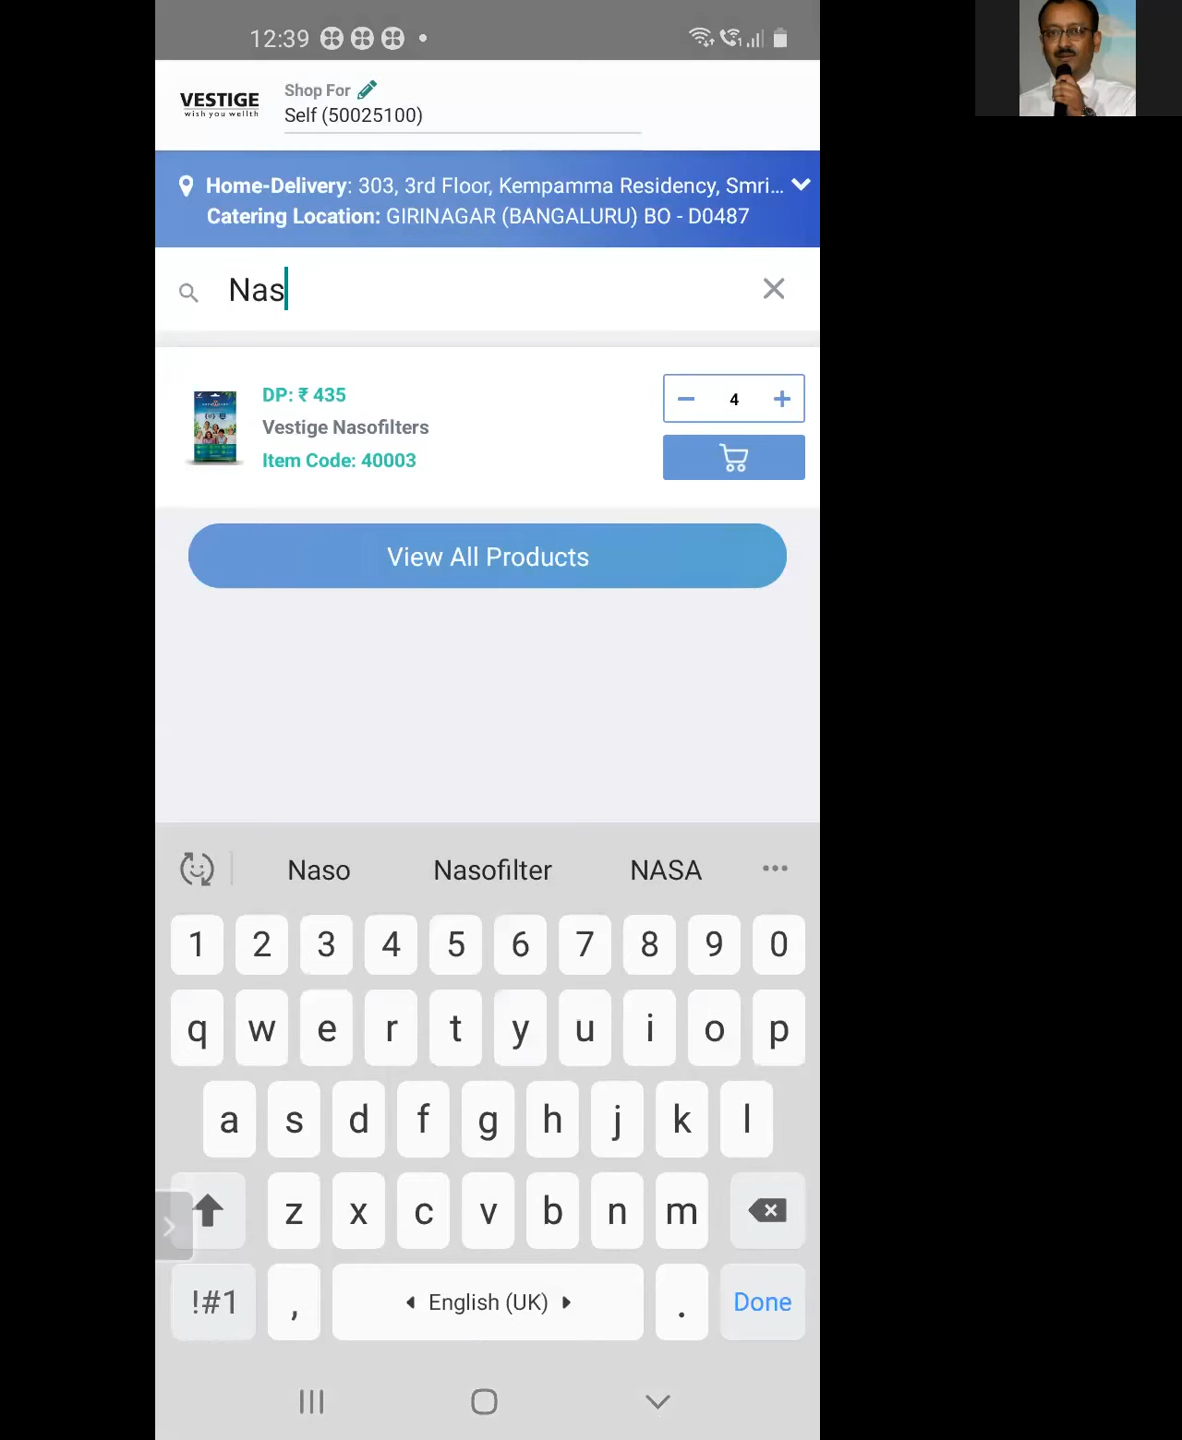 12:39
VESTIGE
wish you wellth
Shop For
Self (50025100)
Home-Delivery: 303, 3rd Floor, Kempamma Residency, Smri...
Catering Location: GIRINAGAR (BANGALURU) BO - D0487
Nas
DP: ₹ 435
Vestige Nasofilters
Item Code: 40003
4
View All Products
Naso Nasofilter NASA
1 2 3 4 5 6 7 8 9 0
q w e r t y u i o p
a s d f g h j k l
z x c v b n m
!#1 , English (UK) . Done